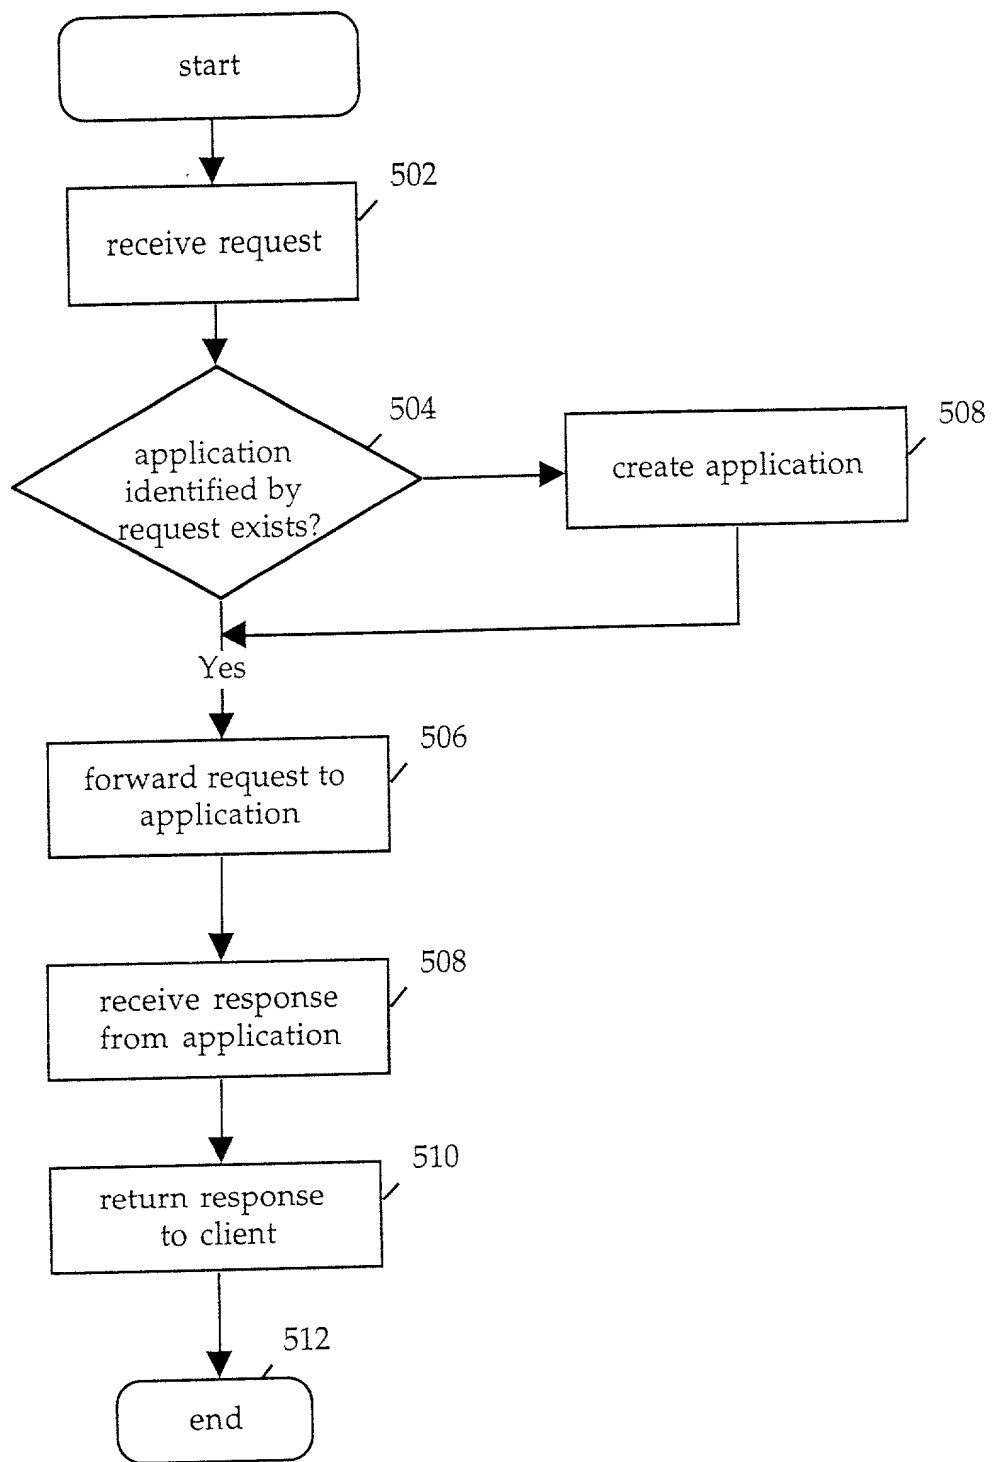 start
502
receive request
504
application
identified by
request exists?
508
create application
Yes
506
forward request to
application
508
receive response
from application
510
return response
to client
512
end